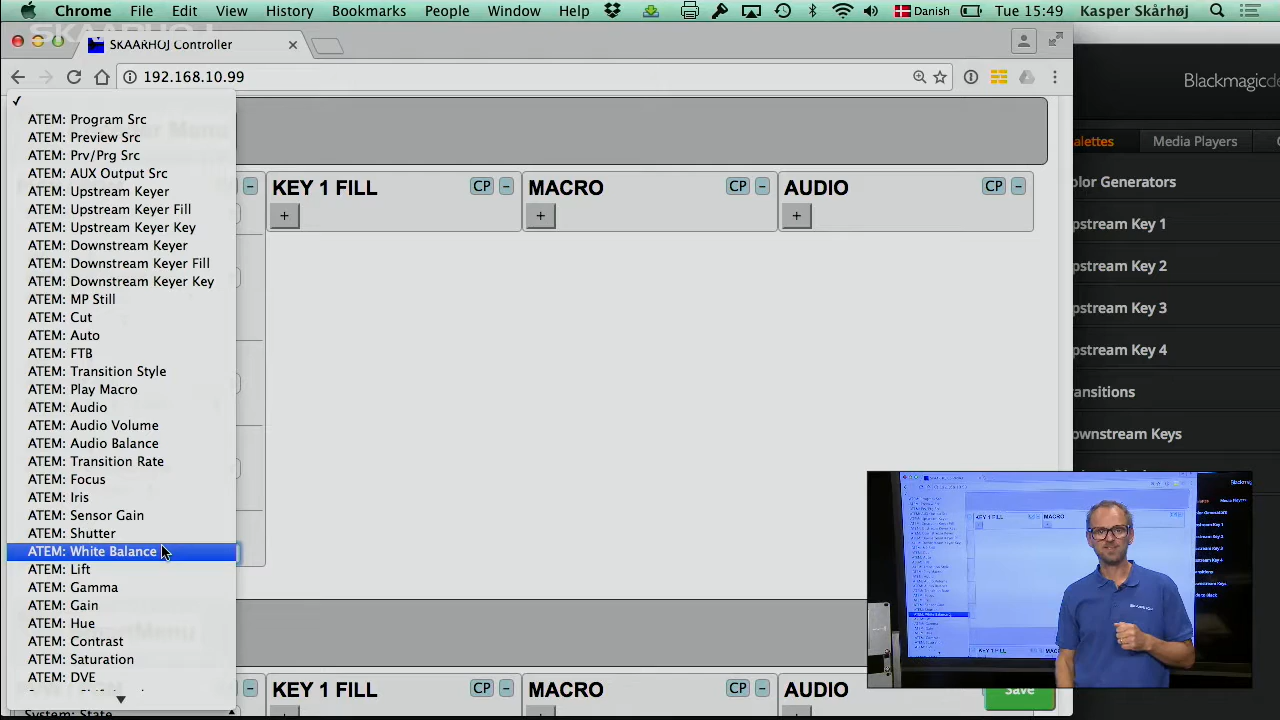 Chrome File Edit View History Bookmarks People Window Help Danish Tue 15:49 Kasper Skårhøj
SKAARHOJ
SKAARHOJ Controller
192.168.10.99
Blackmagicde
alettes Media Players
✓
ATEM: Program Src
ATEM: Preview Src
ATEM: Prv/Prg Src
ATEM: AUX Output Src
ATEM: Upstream Keyer
ATEM: Upstream Keyer Fill
ATEM: Upstream Keyer Key
ATEM: Downstream Keyer
ATEM: Downstream Keyer Fill
ATEM: Downstream Keyer Key
ATEM: MP Still
ATEM: Cut
ATEM: Auto
ATEM: FTB
ATEM: Transition Style
ATEM: Play Macro
ATEM: Audio
ATEM: Audio Volume
ATEM: Audio Balance
ATEM: Transition Rate
ATEM: Focus
ATEM: Iris
ATEM: Sensor Gain
ATEM: Shutter
ATEM: White Balance
ATEM: Lift
ATEM: Gamma
ATEM: Gain
ATEM: Hue
ATEM: Contrast
ATEM: Saturation
ATEM: DVE
System: State
Menu
– KEY 1 FILL CP – MACRO CP – AUDIO CP –
+ + +
olor Generators
pstream Key 1
pstream Key 2
pstream Key 3
pstream Key 4
ansitions
ownstream Keys
KEY 1 FILL MACRO
– KEY 1 FILL CP – MACRO CP – AUDIO
Save